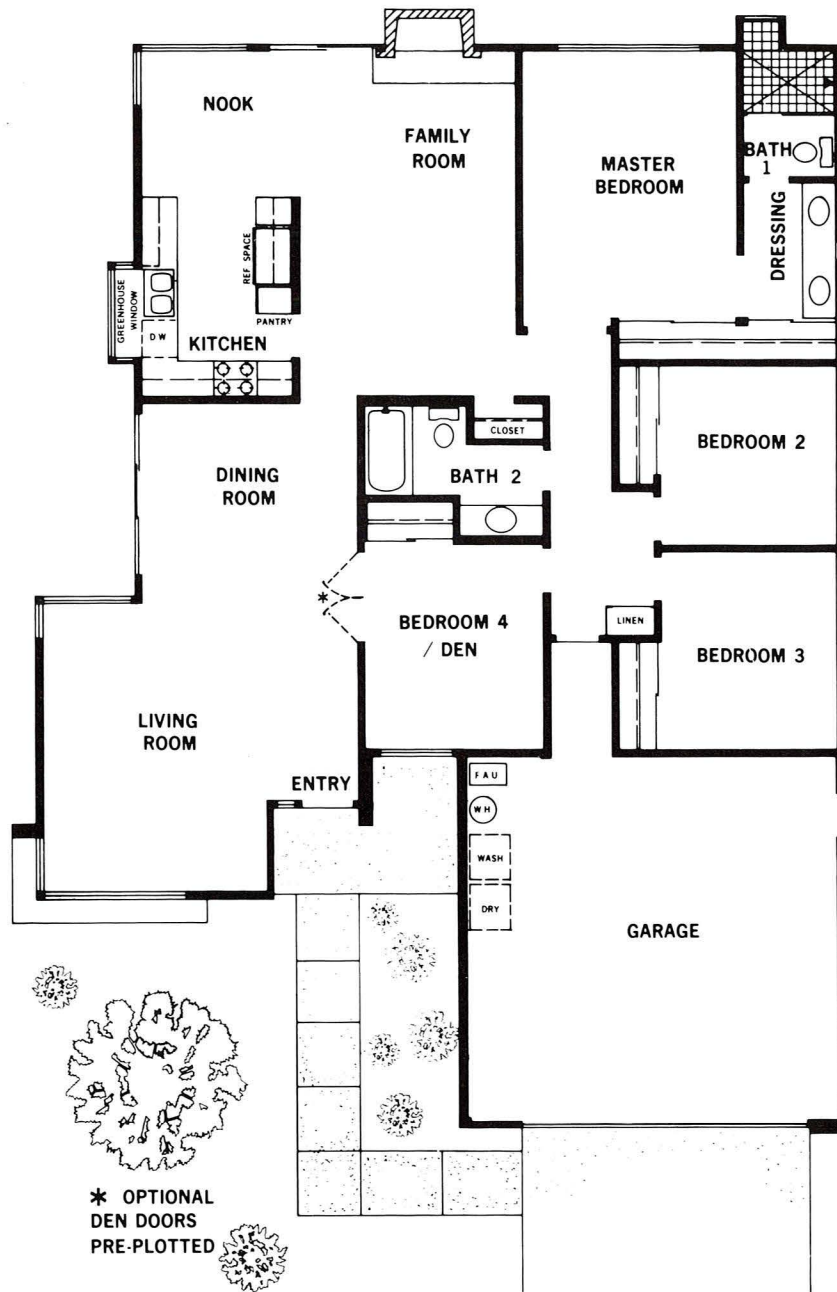 NOOK
FAMILY
ROOM
MASTER
BEDROOM
BATH
1
DRESSING
REF SPACE
GREENHOUSE
WINDOW
DW
PANTRY
KITCHEN
CLOSET
BATH 2
BEDROOM 2
DINING
ROOM
*
BEDROOM 4
/ DEN
LINEN
BEDROOM 3
LIVING
ROOM
ENTRY
FAU
WH
WASH
DRY
GARAGE
* OPTIONAL
DEN DOORS
PRE-PLOTTED